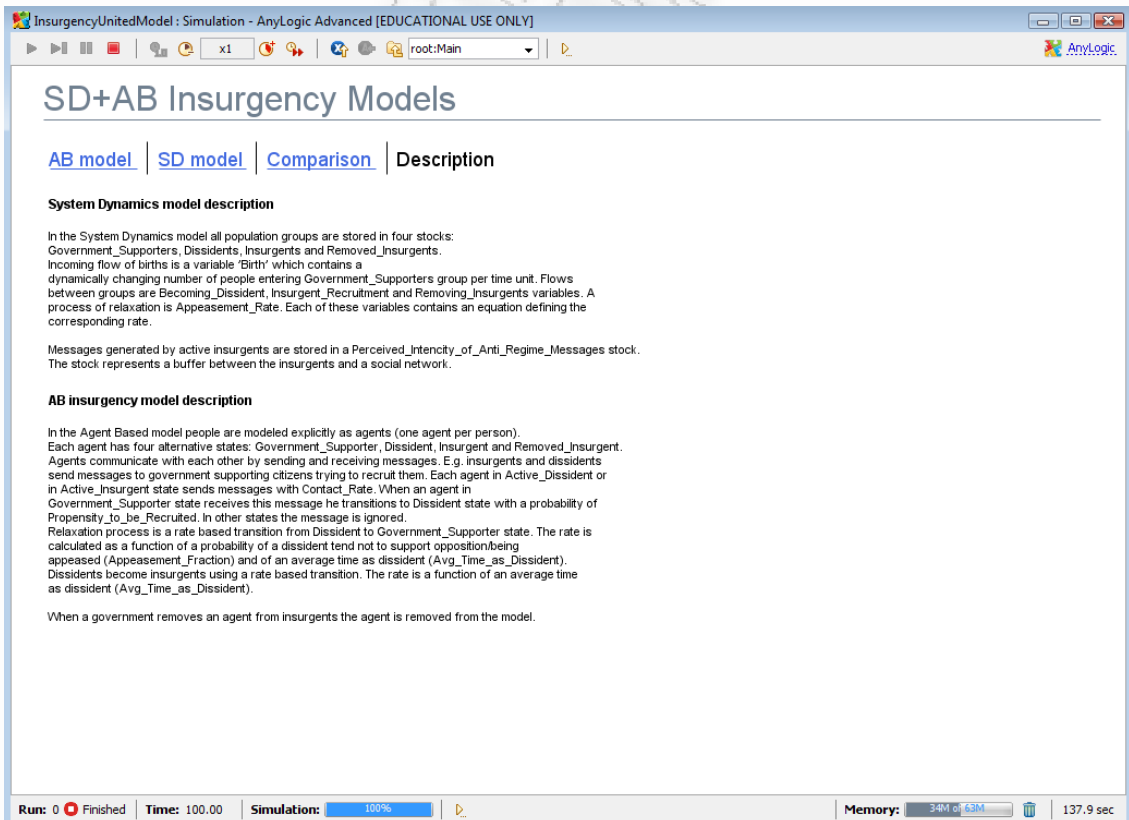 InsurgencyUnitedModel : Simulation - AnyLogic Advanced [EDUCATIONAL USE ONLY]
x1
root:Main
AnyLogic
SD+AB Insurgency Models
AB model
SD model
Comparison
Description
System Dynamics model description
In the System Dynamics model all population groups are stored in four stocks:
Government_Supporters, Dissidents, Insurgents and Removed_Insurgents.
Incoming flow of births is a variable 'Birth' which contains a
dynamically changing number of people entering Government_Supporters group per time unit. Flows
between groups are Becoming_Dissident, Insurgent_Recruitment and Removing_Insurgents variables. A
process of relaxation is Appeasement_Rate. Each of these variables contains an equation defining the
corresponding rate.
Messages generated by active insurgents are stored in a Perceived_Intencity_of_Anti_Regime_Messages stock.
The stock represents a buffer between the insurgents and a social network.
AB insurgency model description
In the Agent Based model people are modeled explicitly as agents (one agent per person).
Each agent has four alternative states: Government_Supporter, Dissident, Insurgent and Removed_Insurgent.
Agents communicate with each other by sending and receiving messages. E.g. insurgents and dissidents
send messages to government supporting citizens trying to recruit them. Each agent in Active_Dissident or
in Active_Insurgent state sends messages with Contact_Rate. When an agent in
Government_Supporter state receives this message he transitions to Dissident state with a probability of
Propensity_to_be_Recruited. In other states the message is ignored.
Relaxation process is a rate based transition from Dissident to Government_Supporter state. The rate is
calculated as a function of a probability of a dissident tend not to support opposition/being
appeased (Appeasement_Fraction) and of an average time as dissident (Avg_Time_as_Dissident).
Dissidents become insurgents using a rate based transition. The rate is a function of an average time
as dissident (Avg_Time_as_Dissident).
When a government removes an agent from insurgents the agent is removed from the model.
Run: 0 Finished
Time: 100.00
Simulation: 100%
Memory: 34M of 63M
137.9 sec